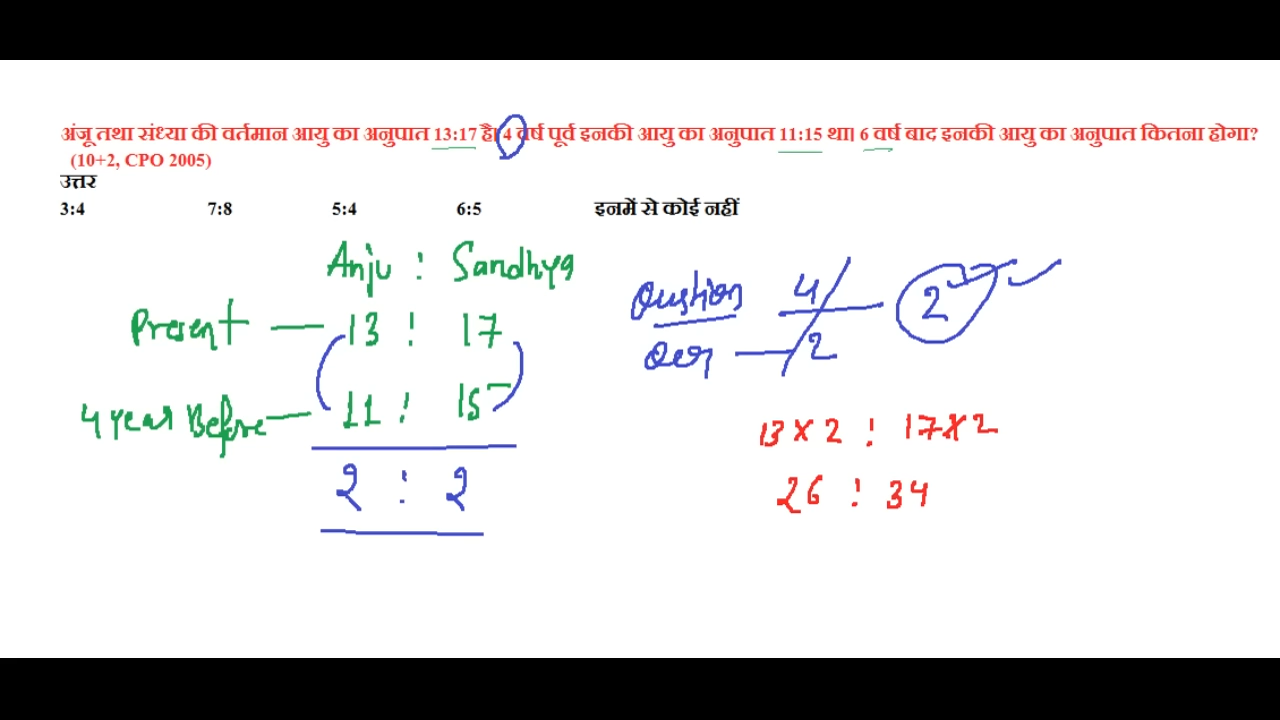 अंजू तथा संध्या की वर्तमान आयु का अनुपात 13:17 है। 4 वर्ष पूर्व इनकी आयु का अनुपात 11:15 था। 6 वर्ष बाद इनकी आयु का अनुपात कितना होगा?
(10+2, CPO 2005)
उत्तर
3:4 7:8 5:4 6:5 इनमें से कोई नहीं
Anju : Sandhya
Present — 13 : 17
4 year Before — 11 : 15
2 : 2
Qustion 4
— 2
2
13 × 2 : 17 × 2
26 : 34